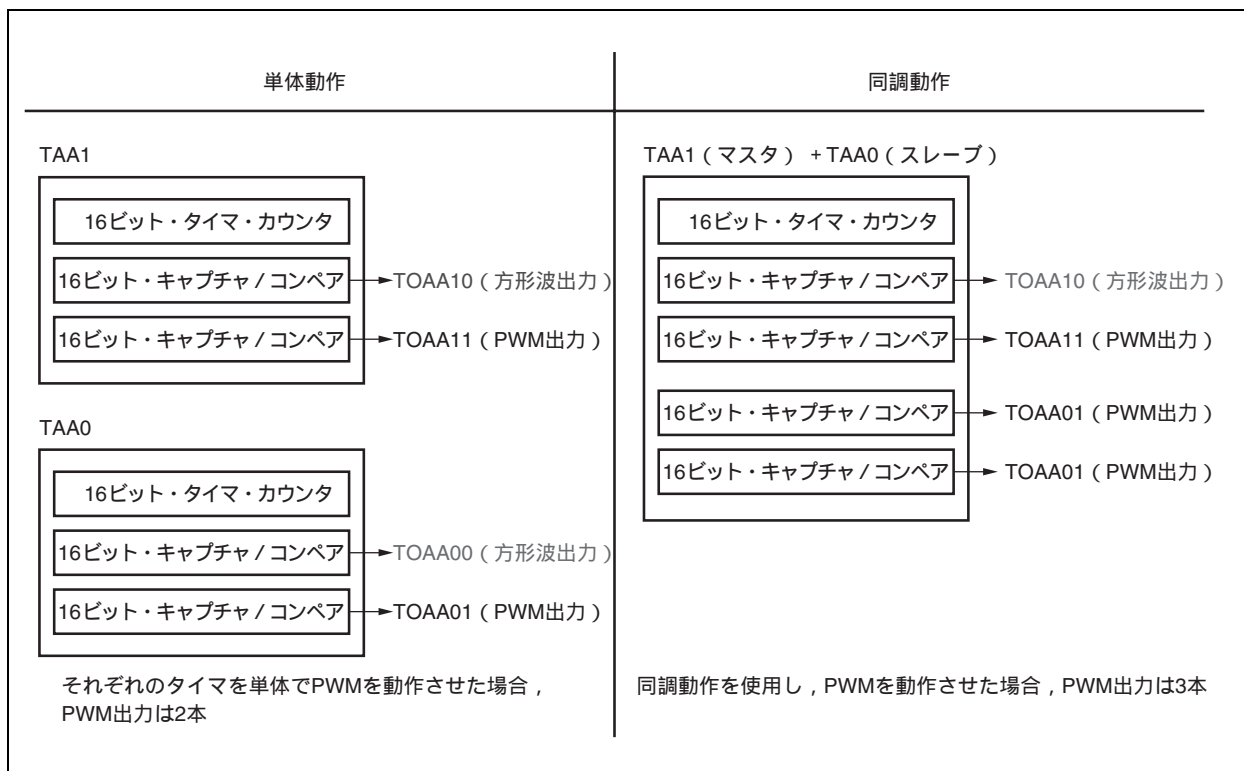 単体動作
TAA1
16ビット・タイマ・カウンタ
16ビット・キャプチャ / コンペア
TOAA10（方形波出力）
16ビット・キャプチャ / コンペア
TOAA11（PWM出力）
TAA0
16ビット・タイマ・カウンタ
16ビット・キャプチャ / コンペア
TOAA00（方形波出力）
16ビット・キャプチャ / コンペア
TOAA01（PWM出力）
それぞれのタイマを単体でPWMを動作させた場合，
PWM出力は2本
同調動作
TAA1（マスタ） +TAA0（スレーブ）
16ビット・タイマ・カウンタ
16ビット・キャプチャ / コンペア
TOAA10（方形波出力）
16ビット・キャプチャ / コンペア
TOAA11（PWM出力）
16ビット・キャプチャ / コンペア
TOAA01（PWM出力）
16ビット・キャプチャ / コンペア
TOAA01（PWM出力）
同調動作を使用し，PWMを動作させた場合，PWM出力は3本